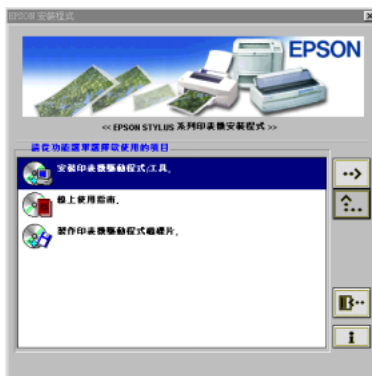 EPSON 安裝程式
EPSON
<< EPSON STYLUS 系列印表機安裝程式 >>
請從功能選單選擇欲使用的項目
安裝印表機驅動程式/工具。
線上使用指南。
製作印表機驅動程式磁碟片。